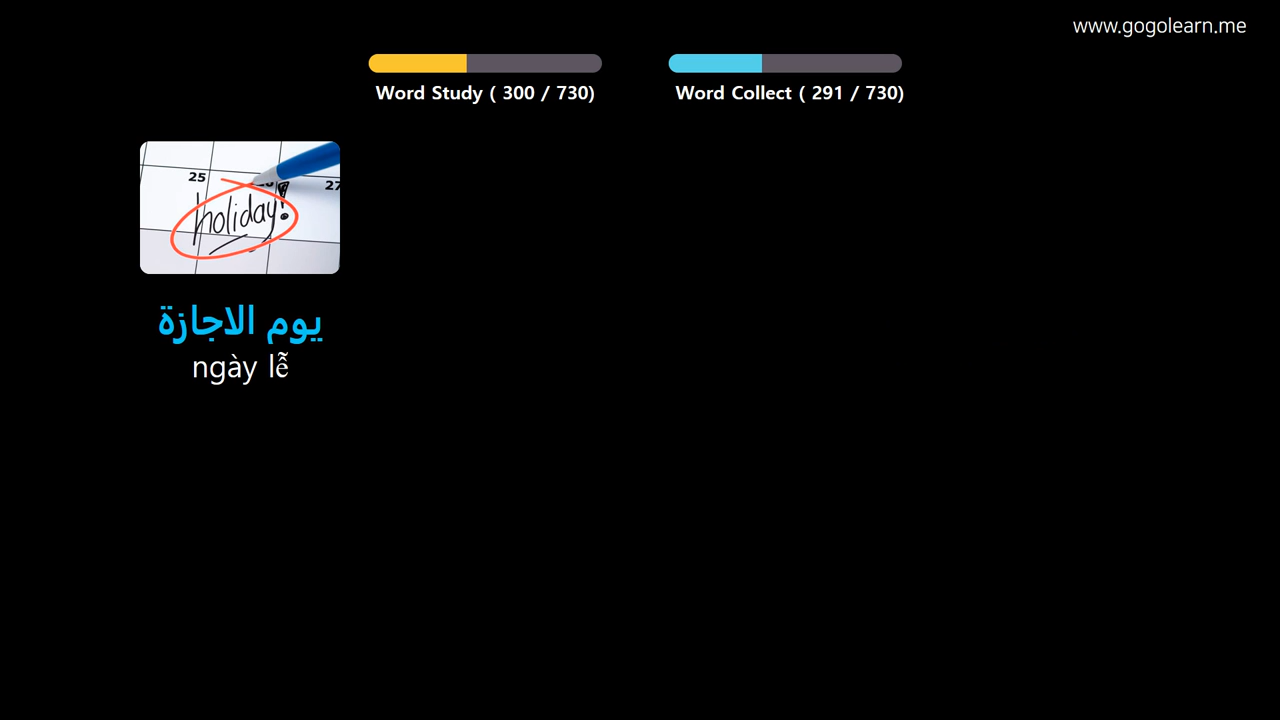 www.gogolearn.me
Word Study ( 300 / 730)
Word Collect ( 291 / 730)
25
27
holiday!
يوم الاجازة
ngày lễ